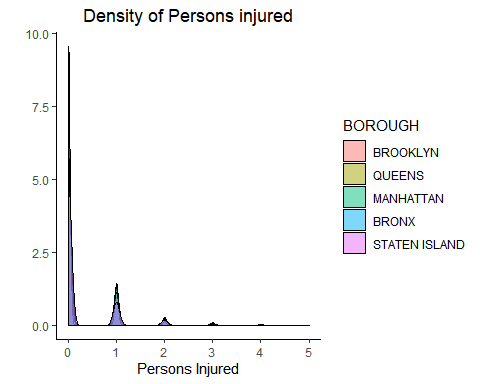 Density of Persons injured
10.0
7.5
5.0
2.5
0.0
0 1 2 3 4 5
Persons Injured
BOROUGH
BROOKLYN
QUEENS
MANHATTAN
BRONX
STATEN ISLAND